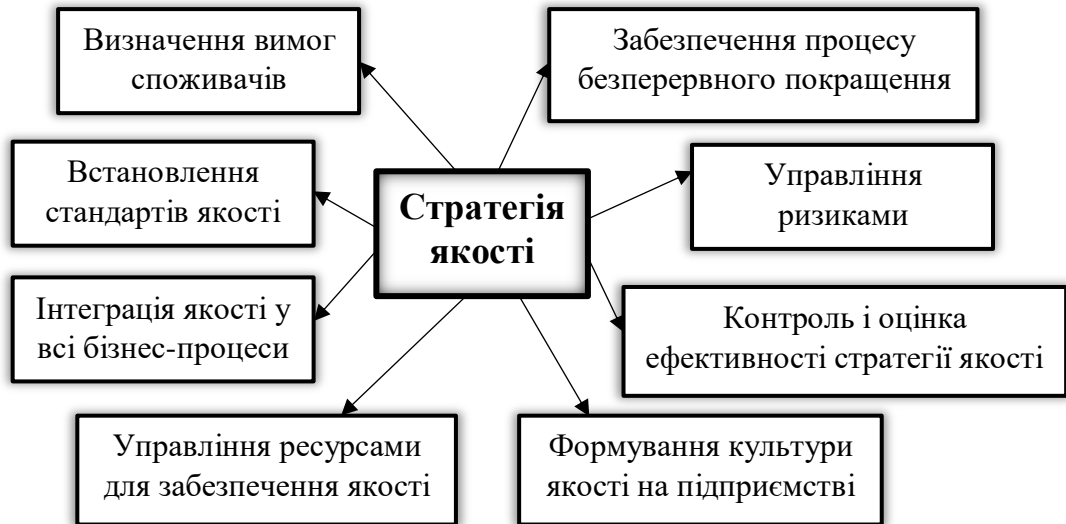 Визначення вимог
споживачів
Забезпечення процесу
безперервного покращення
Встановлення
стандартів якості
Стратегія
якості
Управління
ризиками
Інтеграція якості у
всі бізнес-процеси
Контроль і оцінка
ефективності стратегії якості
Управління ресурсами
для забезпечення якості
Формування культури
якості на підприємстві